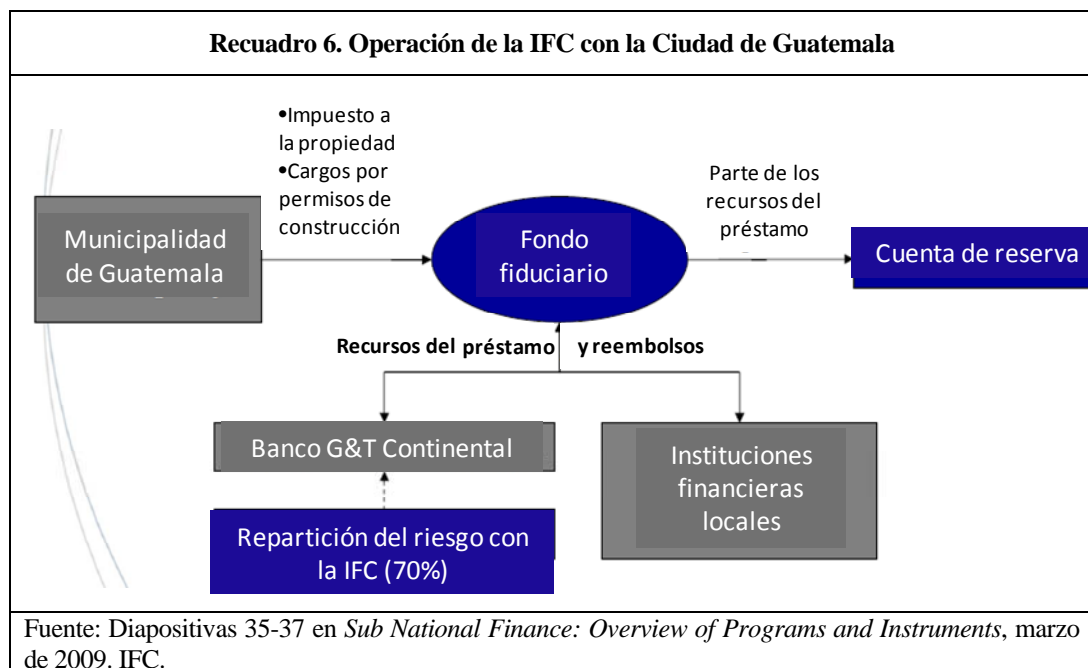 Recuadro 6. Operación de la IFC con la Ciudad de Guatemala
•Impuesto a
la propiedad
•Cargos por
permisos de
construcción
Parte de los
recursos del
préstamo
Municipalidad
de Guatemala
Fondo
fiduciario
Cuenta de reserva
Recursos del préstamo y reembolsos
Banco G&T Continental
Instituciones
financieras
locales
Repartición del riesgo con
la IFC (70%)
Fuente: Diapositivas 35-37 en Sub National Finance: Overview of Programs and Instruments, marzo
de 2009. IFC.